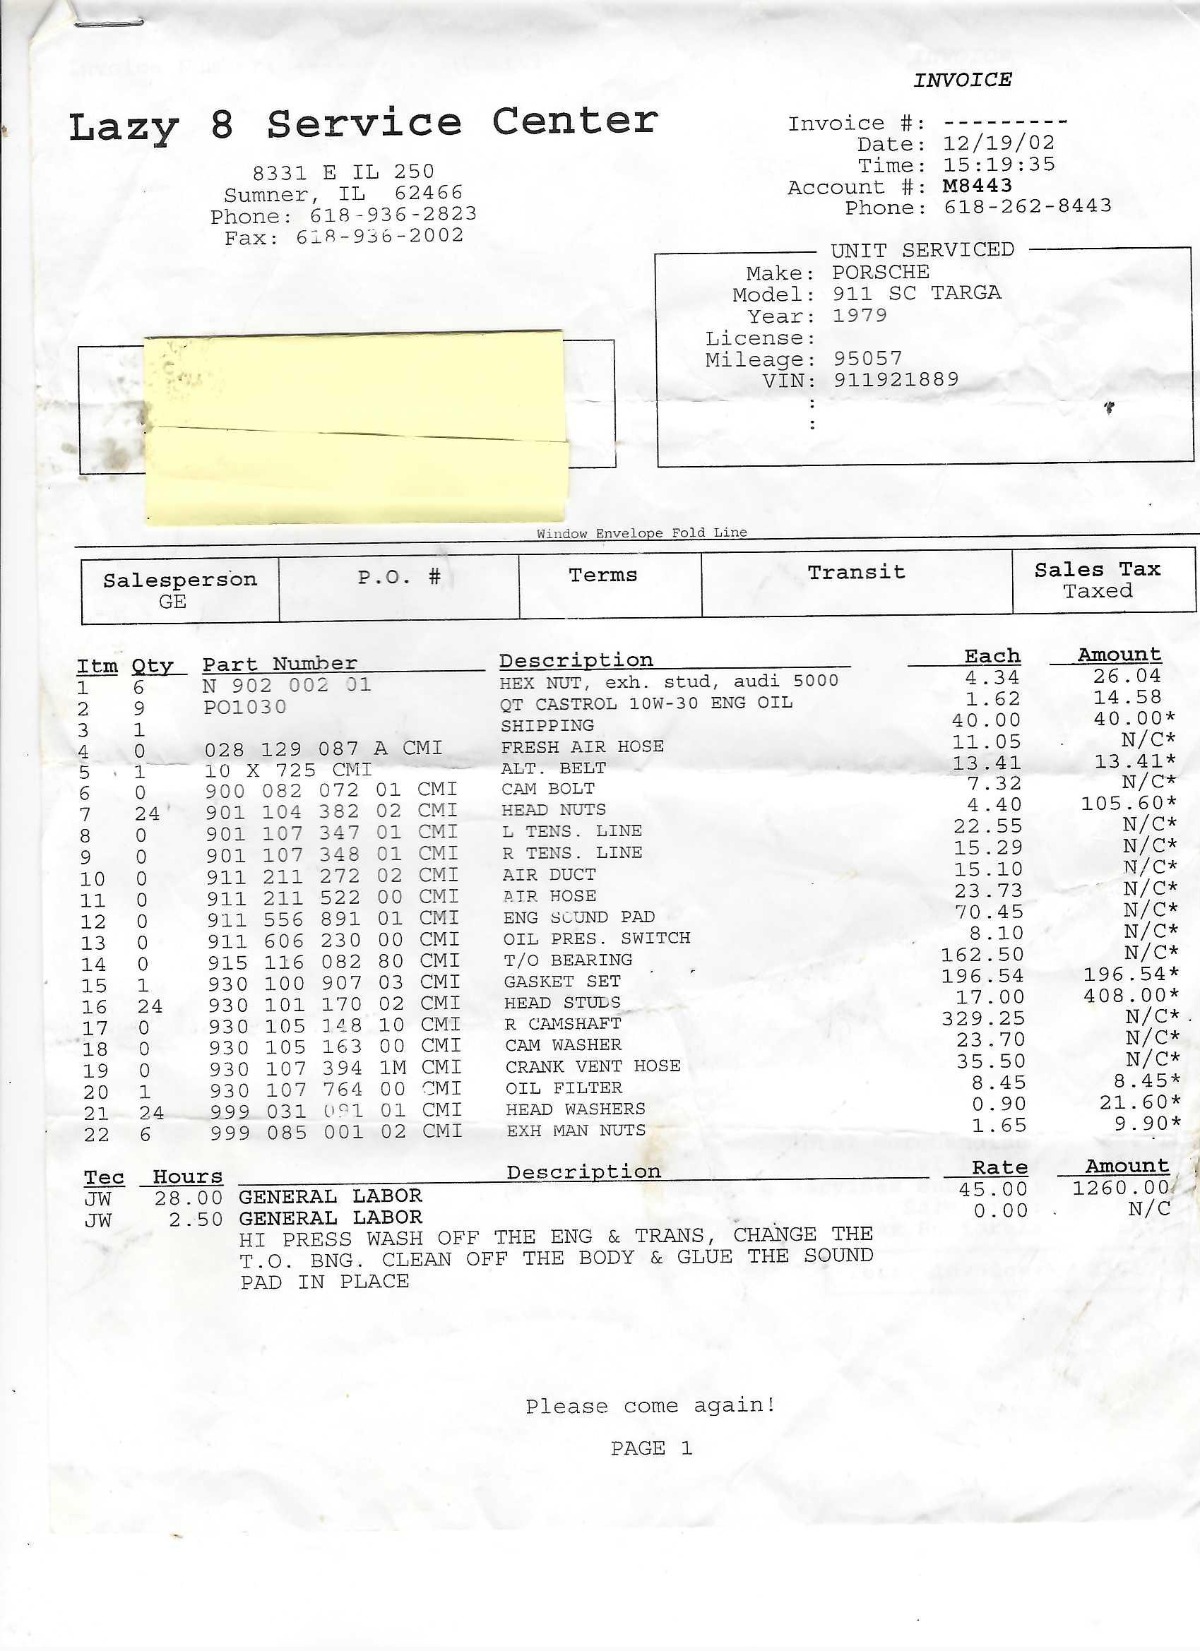 INVOICE
Lazy 8 Service Center
8331 E IL 250
Sumner, IL 62466
Phone: 618-936-2823
Fax: 618-936-2002
Invoice #: ---------
Date: 12/19/02
Time: 15:19:35
Account #: M8443
Phone: 618-262-8443
UNIT SERVICED
Make: PORSCHE
Model: 911 SC TARGA
Year: 1979
License:
Mileage: 95057
VIN: 911921889
:
:
Window Envelope Fold Line
Salesperson P.O. # Terms Transit Sales Tax
GE Taxed
Itm Qty Part Number Description Each Amount
1 6 N 902 002 01 HEX NUT, exh. stud, audi 5000 4.34 26.04
2 9 PO1030 QT CASTROL 10W-30 ENG OIL 1.62 14.58
3 1 SHIPPING 40.00 40.00*
4 0 028 129 087 A CMI FRESH AIR HOSE 11.05 N/C*
5 1 10 X 725 CMI ALT. BELT 13.41 13.41*
6 0 900 082 072 01 CMI CAM BOLT 7.32 N/C*
7 24 901 104 382 02 CMI HEAD NUTS 4.40 105.60*
8 0 901 107 347 01 CMI L TENS. LINE 22.55 N/C*
9 0 901 107 348 01 CMI R TENS. LINE 15.29 N/C*
10 0 911 211 272 02 CMI AIR DUCT 15.10 N/C*
11 0 911 211 522 00 CMI AIR HOSE 23.73 N/C*
12 0 911 556 891 01 CMI ENG SOUND PAD 70.45 N/C*
13 0 911 606 230 00 CMI OIL PRES. SWITCH 8.10 N/C*
14 0 915 116 082 80 CMI T/O BEARING 162.50 N/C*
15 1 930 100 907 03 CMI GASKET SET 196.54 196.54*
16 24 930 101 170 02 CMI HEAD STUDS 17.00 408.00*
17 0 930 105 148 10 CMI R CAMSHAFT 329.25 N/C*
18 0 930 105 163 00 CMI CAM WASHER 23.70 N/C*
19 0 930 107 394 1M CMI CRANK VENT HOSE 35.50 N/C*
20 1 930 107 764 00 CMI OIL FILTER 8.45 8.45*
21 24 999 031 091 01 CMI HEAD WASHERS 0.90 21.60*
22 6 999 085 001 02 CMI EXH MAN NUTS 1.65 9.90*
Tec Hours Description Rate Amount
JW 28.00 GENERAL LABOR 45.00 1260.00
JW 2.50 GENERAL LABOR 0.00 N/C
HI PRESS WASH OFF THE ENG & TRANS, CHANGE THE
T.O. BNG. CLEAN OFF THE BODY & GLUE THE SOUND
PAD IN PLACE
Please come again!
PAGE 1